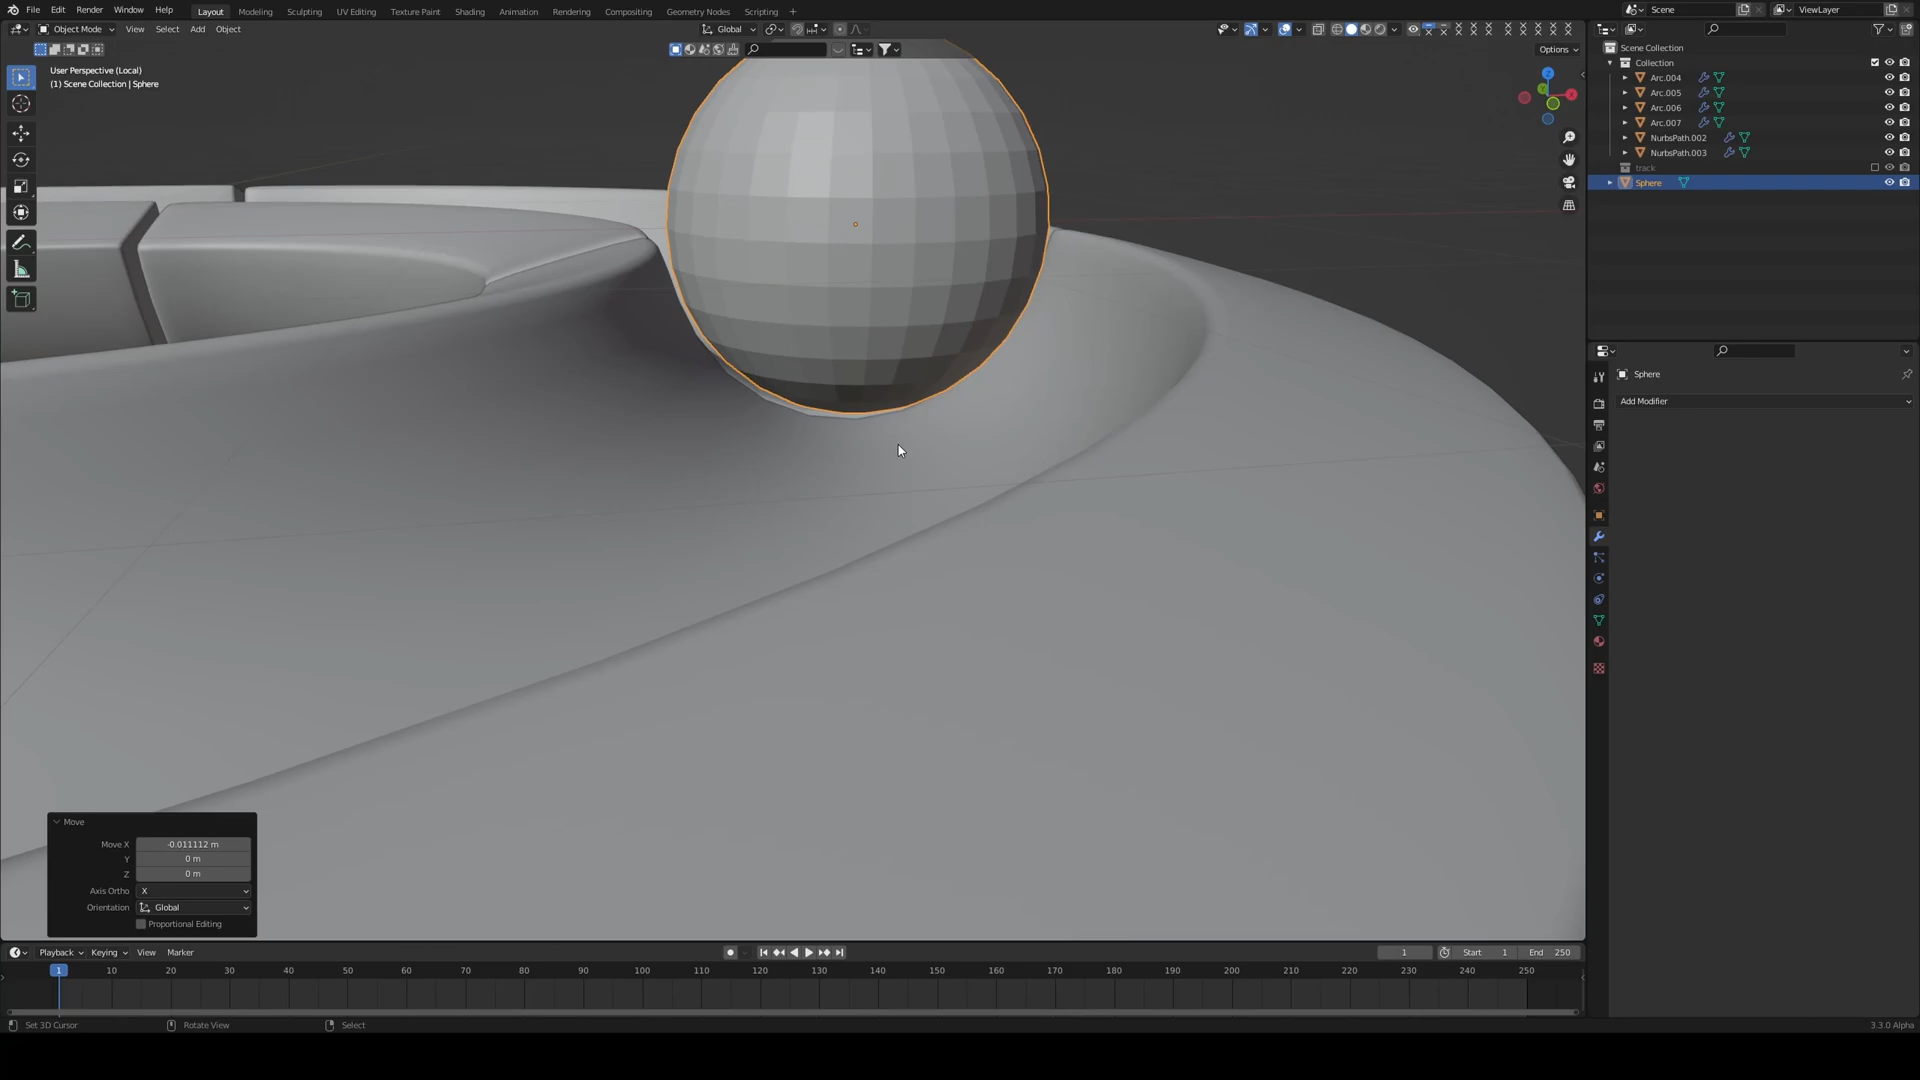 File Edit Render Window Help Layout Modeling Sculpting UV Editing Texture Paint Shading Animation Rendering Compositing Geometry Nodes Scripting + Scene ViewLayer
Object Mode View Select Add Object Global
Options
User Perspective (Local)
(1) Scene Collection | Sphere
Z
X
Y
Scene Collection
Collection
Arc.004
Arc.005
Arc.006
Arc.007
NurbsPath.002
NurbsPath.003
track
Sphere
Sphere
Add Modifier
Move
Move X -0.011112 m
Y 0 m
Z 0 m
Axis Ortho X
Orientation Global
Proportional Editing
Playback Keying View Marker 1 Start 1 End 250
1 10 20 30 40 50 60 70 80 90 100 110 120 130 140 150 160 170 180 190 200 210 220 230 240 250
Set 3D Cursor Rotate View Select 3.3.0 Alpha